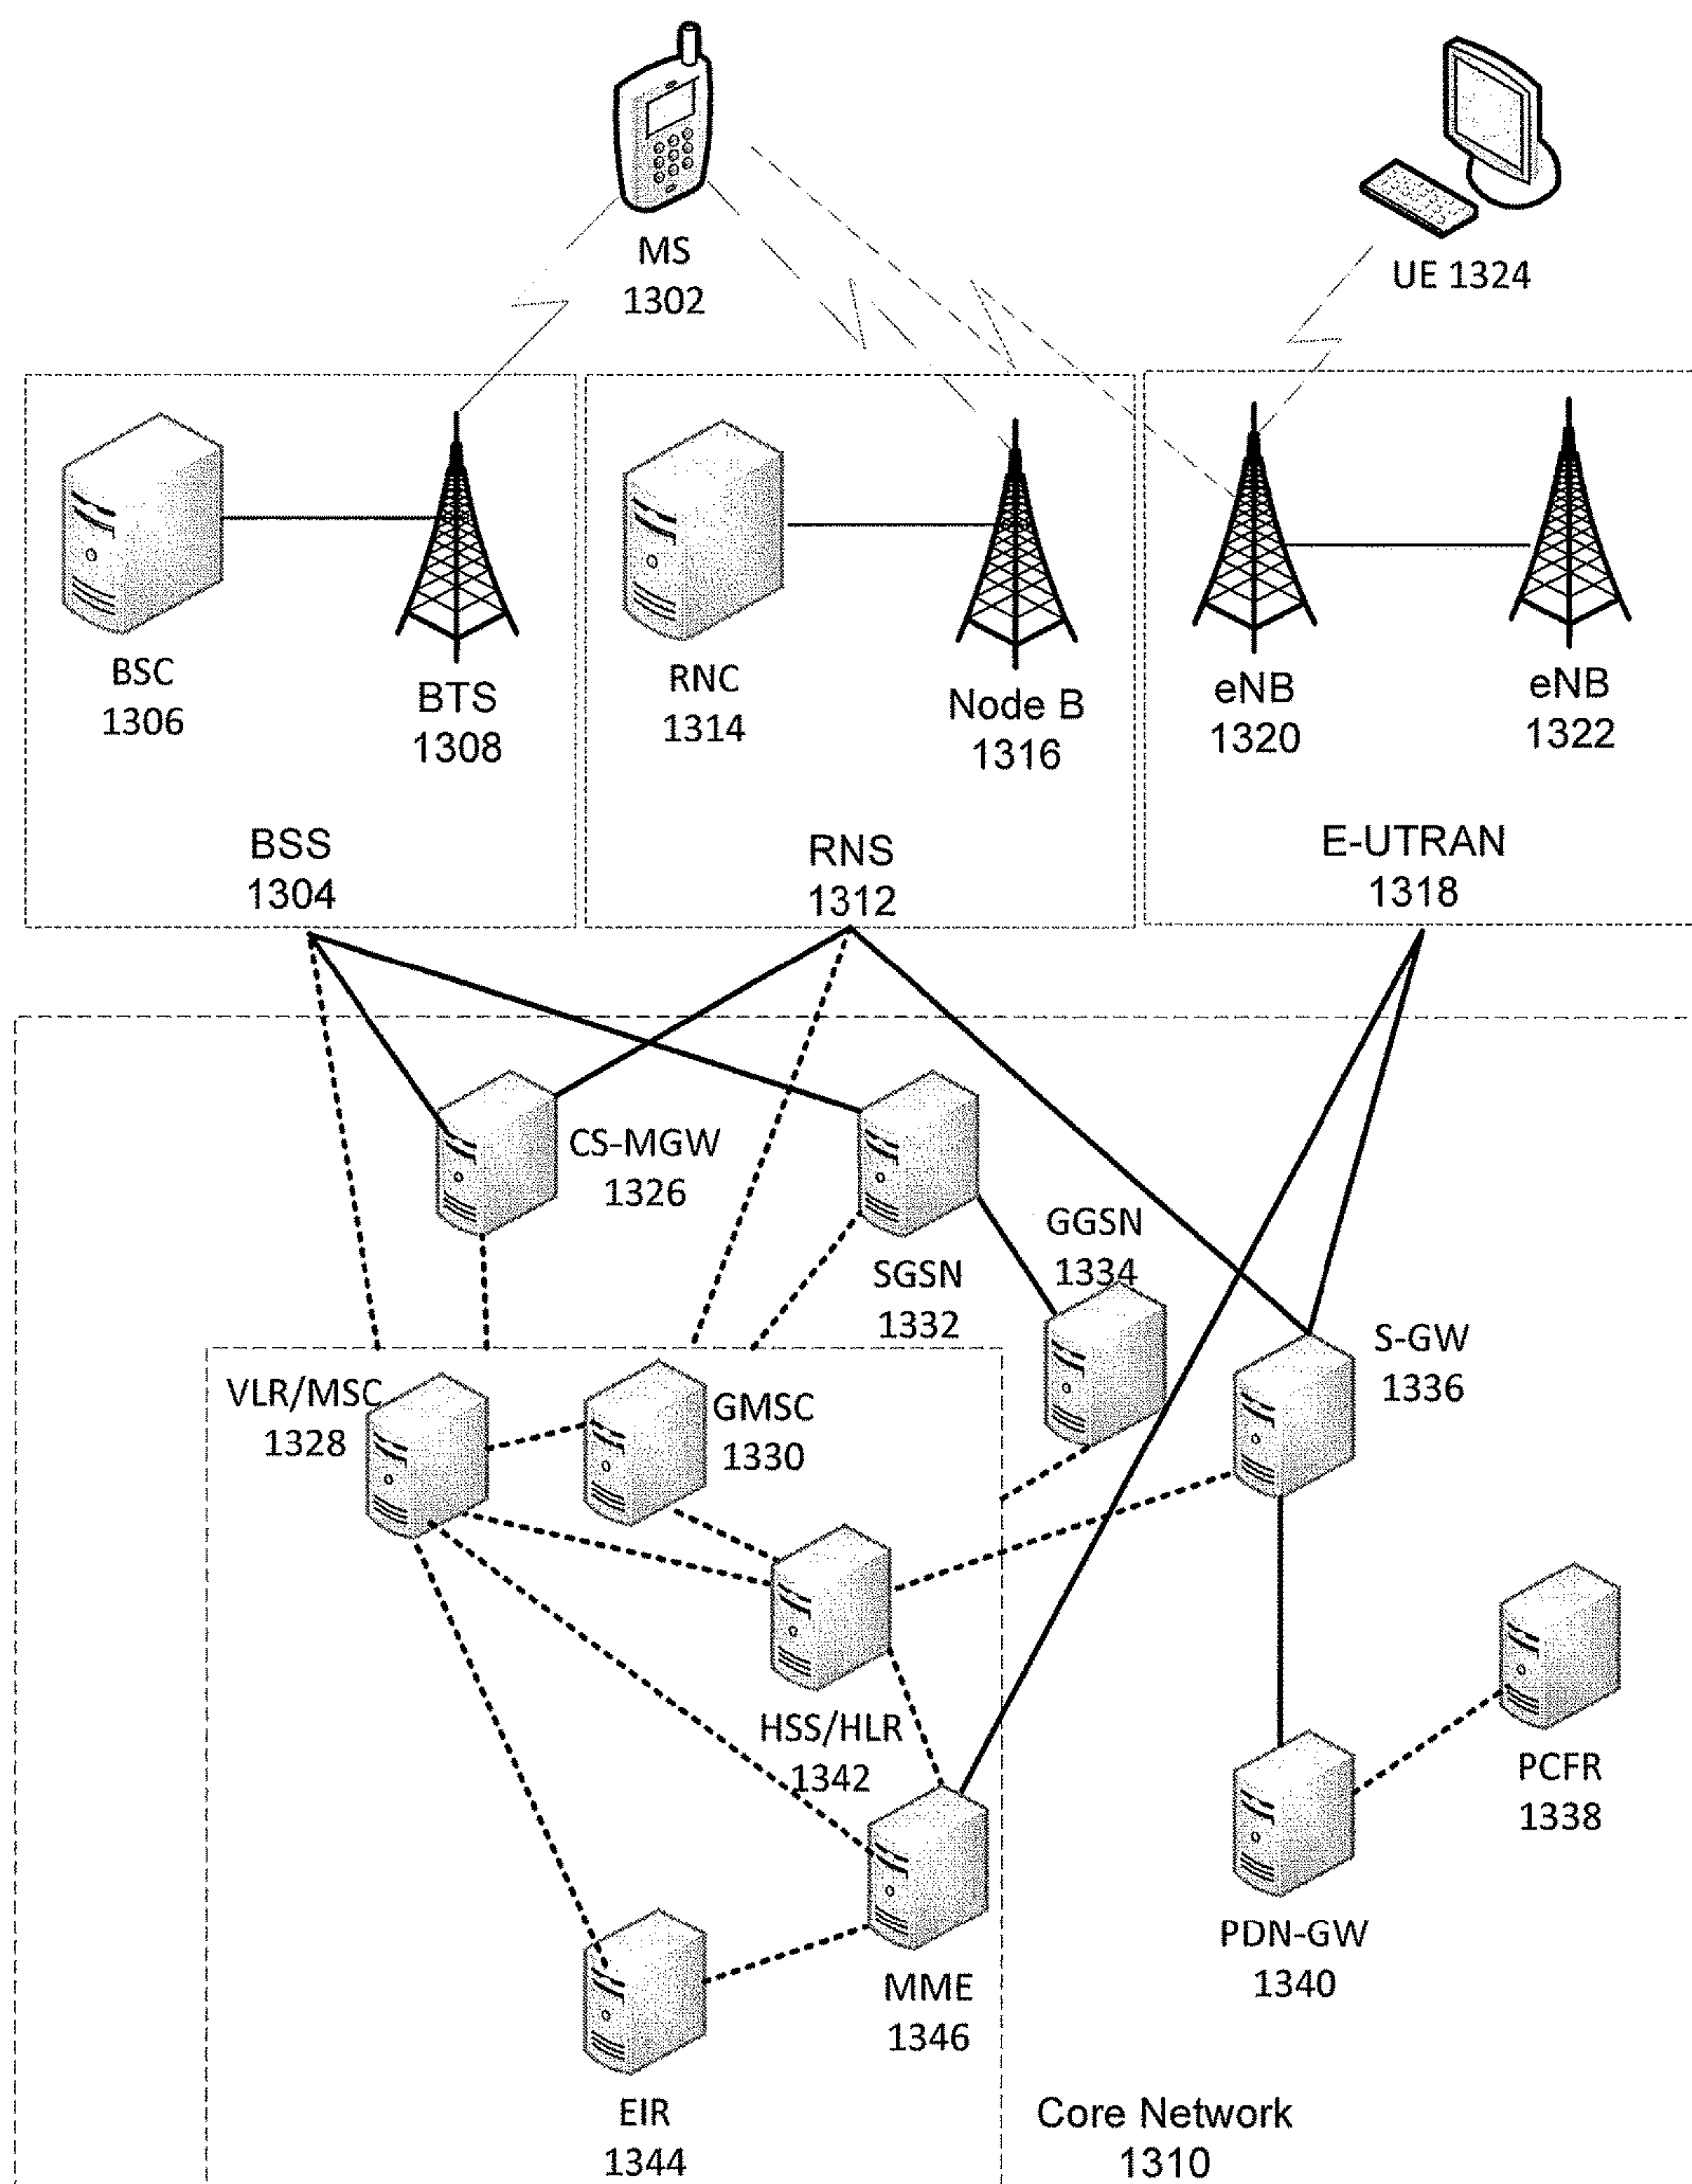 MS
1302
UE 1324
BSC
1306
BTS
1308
RNC
1314
Node B
1316
eNB
1320
eNB
1322
BSS
1304
RNS
1312
E-UTRAN
1318
CS-MGW
1326
SGSN
1332
GGSN
1334
S-GW
1336
VLR/MSC
1328
GMSC
1330
HSS/HLR
1342
PCFR
1338
PDN-GW
1340
MME
1346
EIR
1344
Core Network
1310